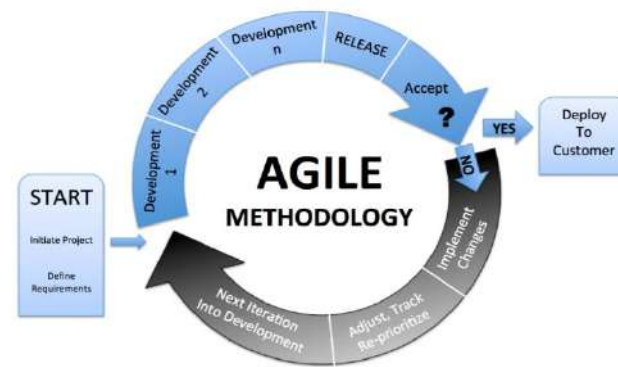 START
Initiate Project
Define
Requirements
Development
1
Development
2
Development
n
RELEASE
Accept
?
YES
Deploy
To
Customer
NO
Implement
Changes
Adjust, Track
Re-prioritize
Next Iteration
Into Development
AGILE
METHODOLOGY